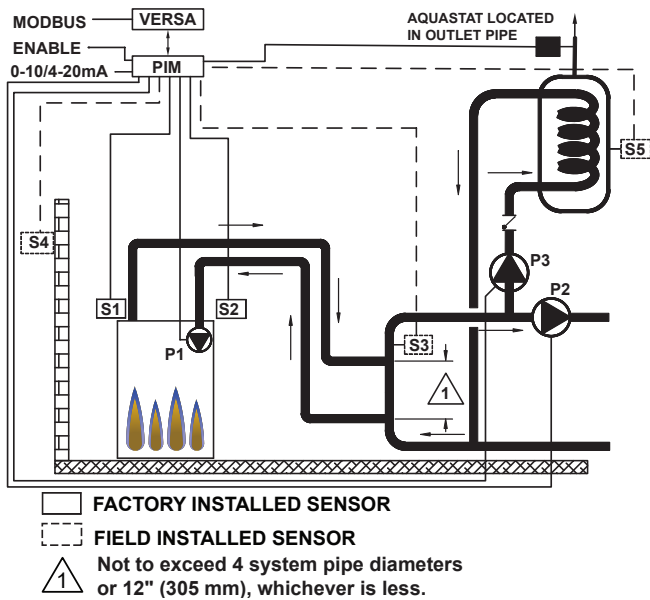 MODBUS
VERSA
ENABLE
0-10/4-20mA
PIM
AQUASTAT LOCATED
IN OUTLET PIPE
S5
S4
S1
S2
P1
P3
P2
S3
1
FACTORY INSTALLED SENSOR
FIELD INSTALLED SENSOR
1
Not to exceed 4 system pipe diameters
or 12" (305 mm), whichever is less.